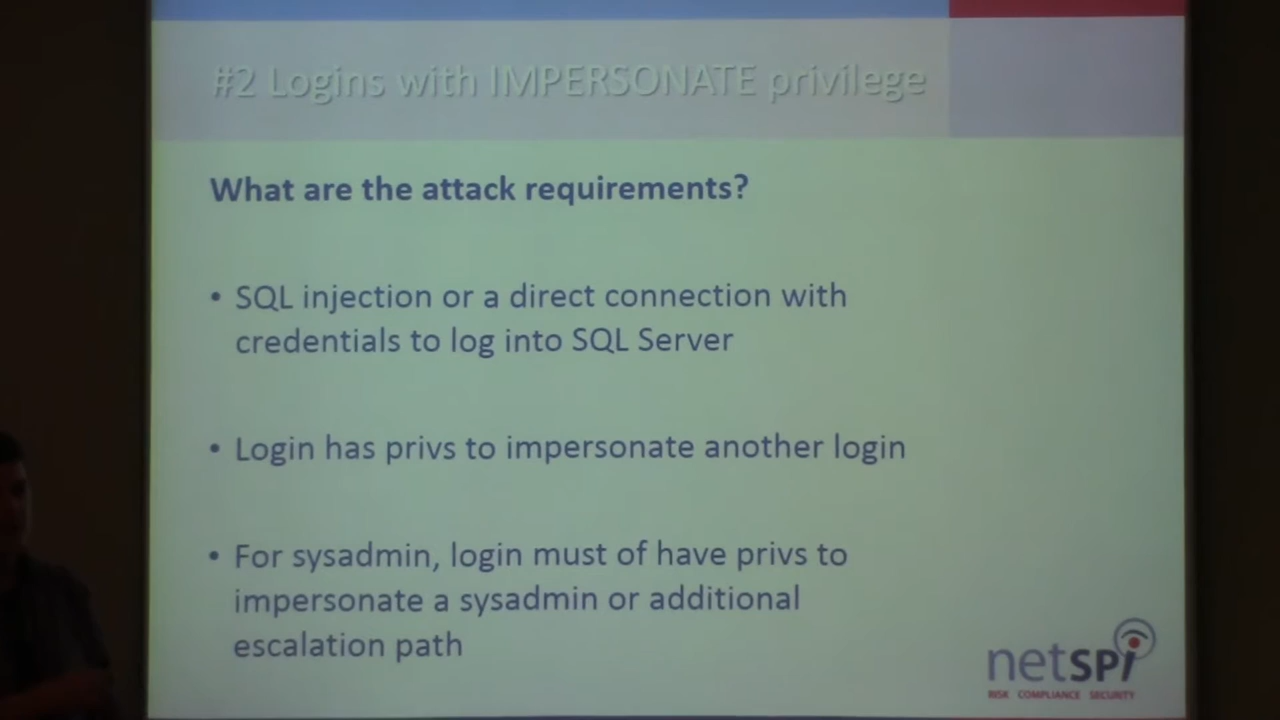 #2 Logins with IMPERSONATE privilege
What are the attack requirements?
• SQL injection or a direct connection with
credentials to log into SQL Server
• Login has privs to impersonate another login
• For sysadmin, login must of have privs to
impersonate a sysadmin or additional
escalation path
netSPi
RISK COMPLIANCE SECURITY